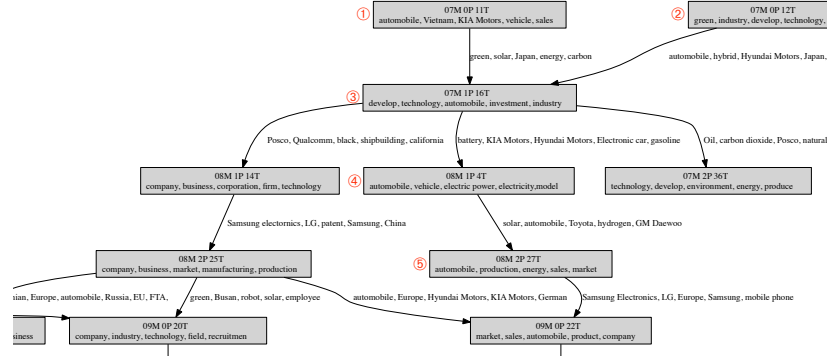 ① 07M 0P 11T
automobile, Vietnam, KIA Motors, vehicle, sales
② 07M 0P 12T
green, industry, develop, technology,
green, solar, Japan, energy, carbon
automobile, hybrid, Hyundai Motors, Japan,
③ 07M 1P 16T
develop, technology, automobile, investment, industry
Posco, Qualcomm, black, shipbuilding, california
battery, KIA Motors, Hyundai Motors, Electronic car, gasoline
Oil, carbon dioxide, Posco, natural
08M 1P 14T
company, business, corporation, firm, technology
④ 08M 1P 4T
automobile, vehicle, electric power, electricity,model
07M 2P 36T
technology, develop, environment, energy, produce
Samsung electornics, LG, patent, Samsung, China
solar, automobile, Toyota, hydrogen, GM Daewoo
08M 2P 25T
company, business, market, manufacturing, production
⑤ 08M 2P 27T
automobile, production, energy, sales, market
nian, Europe, automobile, Russia, EU, FTA,
green, Busan, robot, solar, employee
automobile, Europe, Hyundai Motors, KIA Motors, German
Samsung Electronics, LG, Europe, Samsung, mobile phone
siness
09M 0P 20T
company, industry, technology, field, recruitmen
09M 0P 22T
market, sales, automobile, product, company